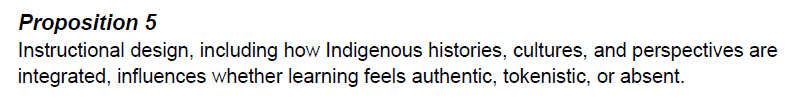 Proposition 5
Instructional design, including how Indigenous histories, cultures, and perspectives are
integrated, influences whether learning feels authentic, tokenistic, or absent.